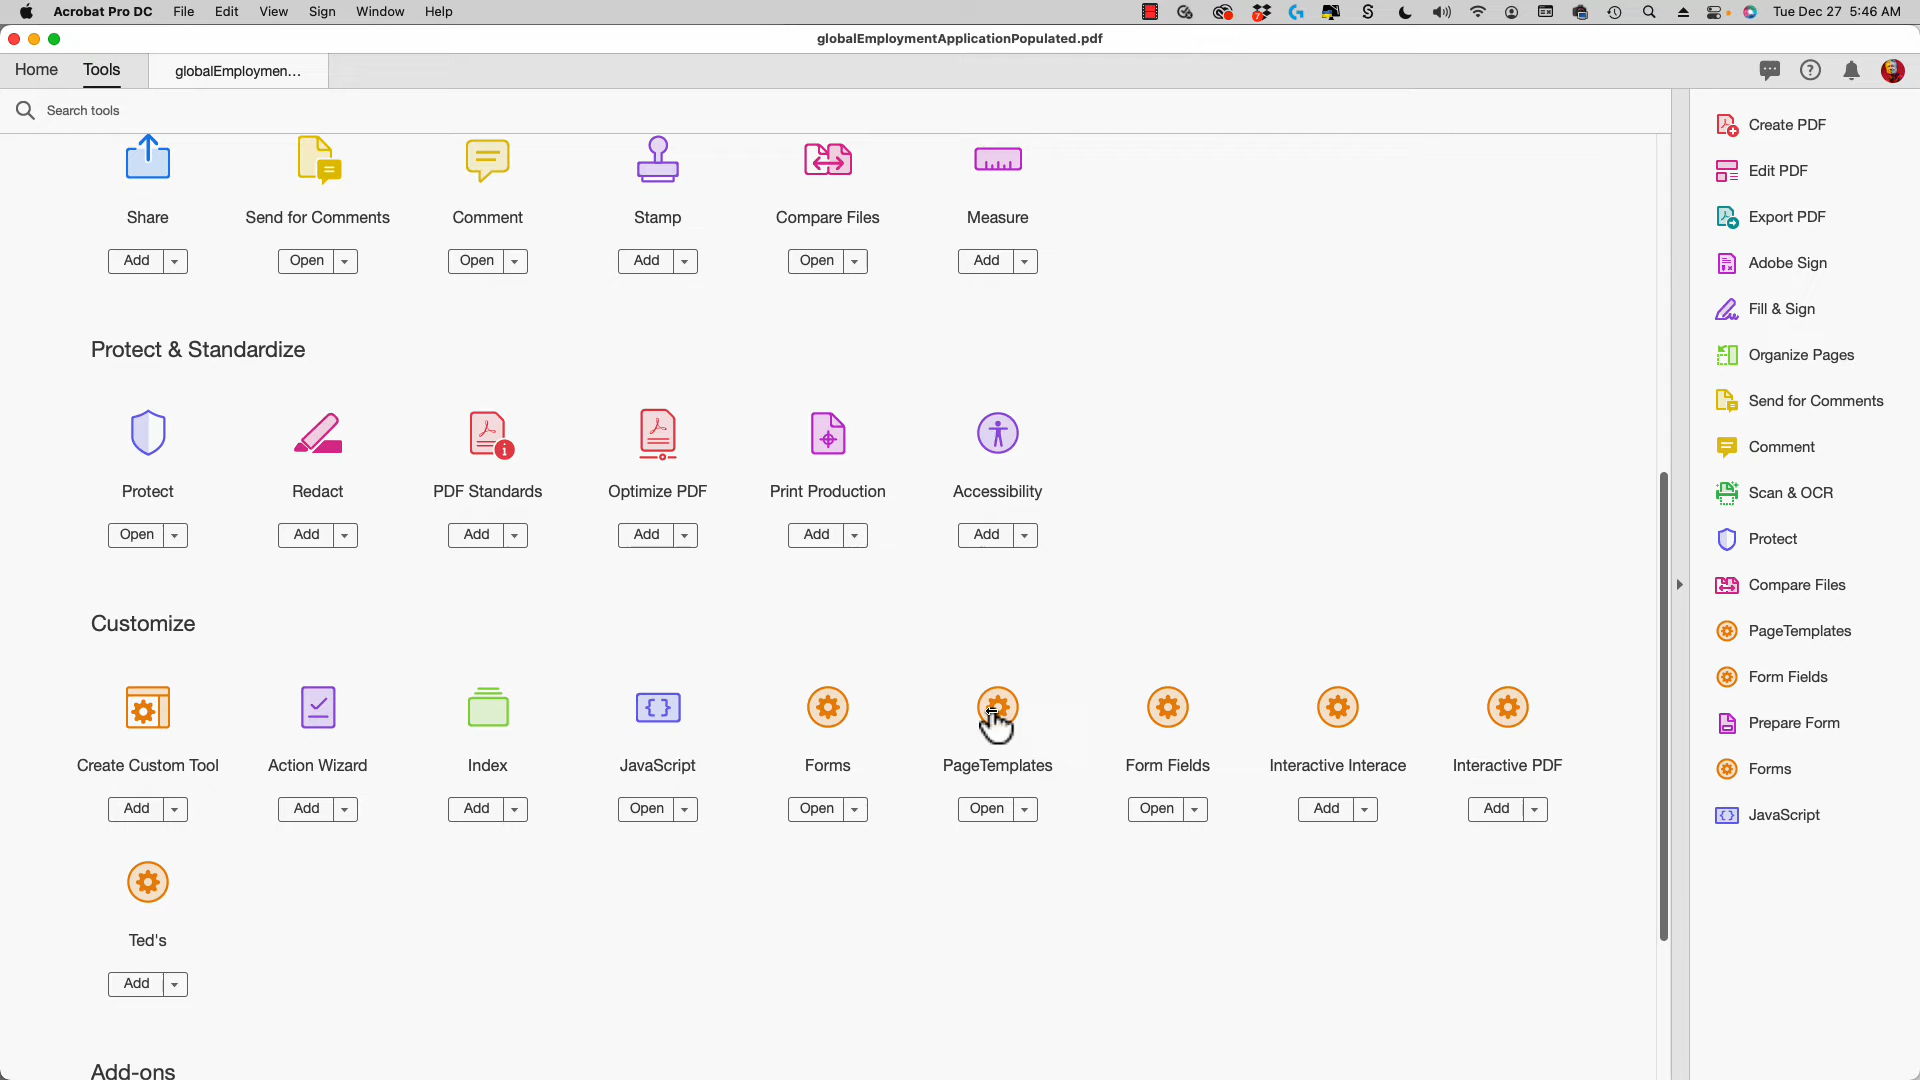 Acrobat Pro DC File Edit View Sign Window Help Tue Dec 27 5:46 AM
globalEmploymentApplicationPopulated.pdf
Home Tools globalEmploymen...
Search tools
Share Send for Comments Comment Stamp Compare Files Measure
Add Open Open Add Open Add
Protect & Standardize
Protect Redact PDF Standards Optimize PDF Print Production Accessibility
Open Add Add Add Add Add
Customize
Create Custom Tool Action Wizard Index JavaScript Forms PageTemplates Form Fields Interactive Interace Interactive PDF
Add Add Add Open Open Open Open Add Add
Ted's
Add
Add-ons
Create PDF
Edit PDF
Export PDF
Adobe Sign
Fill & Sign
Organize Pages
Send for Comments
Comment
Scan & OCR
Protect
Compare Files
PageTemplates
Form Fields
Prepare Form
Forms
JavaScript